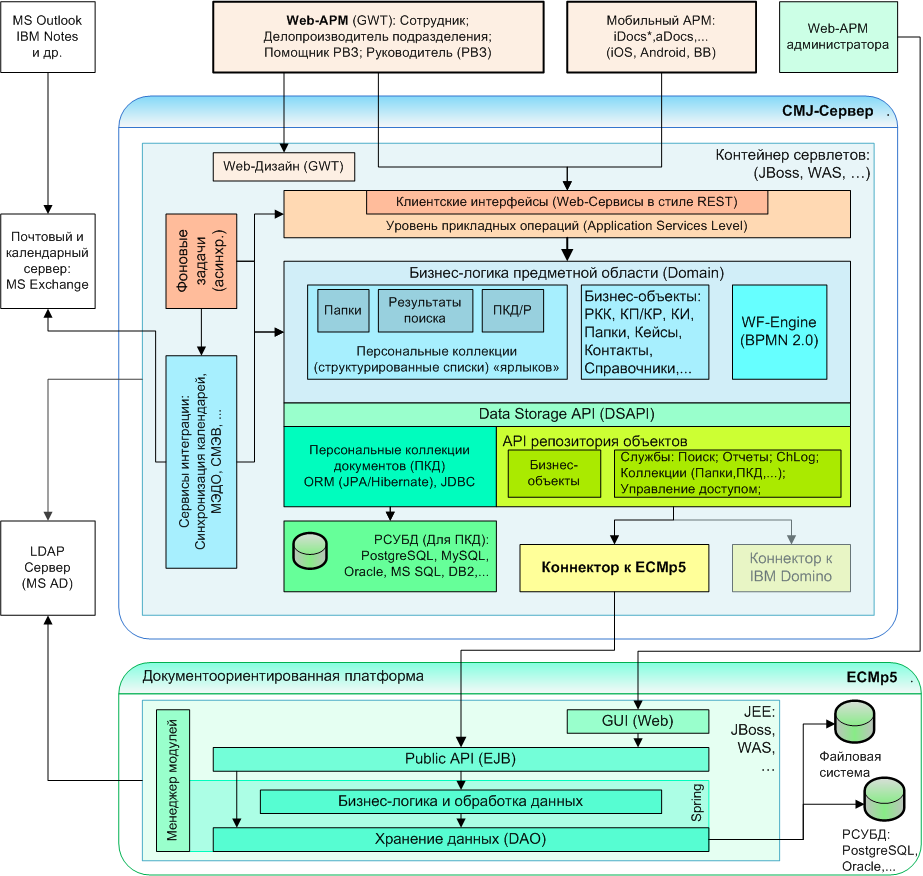 MS Outlook
IBM Notes
и др.
Web-АРМ (GWT): Сотрудник;
Делопроизводитель подразделения;
Помощник РВЗ; Руководитель (РВЗ)
Мобильный АРМ:
iDocs*,aDocs,...
(iOS, Android, BB)
Web-АРМ
администратора
CMJ-Сервер .
Web-Дизайн (GWT)
Контейнер сервлетов:
(JBoss, WAS, …)
Клиентские интерфейсы (Web-Сервисы в стиле REST)
Уровень прикладных операций (Application Services Level)
Почтовый и
календарный
сервер:
MS Exchange
Фоновые
задачи
(асинхр.)
Бизнес-логика предметной области (Domain)
Папки
Результаты
поиска
ПКД/Р
Персональные коллекции
(структурированные списки) «ярлыков»
Бизнес-объекты:
РКК, КП/КР, КИ,
Папки, Кейсы,
Контакты,
Справочники,...
WF-Engine
(BPMN 2.0)
Сервисы интеграции:
Синхронизация календарей,
МЭДО, СМЭВ, ...
Data Storage API (DSAPI)
Персональные коллекции
документов (ПКД)
ORM (JPA/Hibernate), JDBC
API репозитория объектов
Бизнес-
объекты
Службы: Поиск; Отчеты; ChLog;
Коллекции (Папки,ПКД,...);
Управление доступом;
LDAP
Сервер
(MS AD)
РСУБД (Для ПКД):
PostgreSQL, MySQL,
Oracle, MS SQL, DB2,...
Коннектор к ECMp5
Коннектор к
IBM Domino
Документоориентированная платформа
ECMp5 .
Менеджер модулей
GUI (Web)
JEE:
JBoss,
WAS,
…
Public API (EJB)
Spring
Бизнес-логика и обработка данных
Хранение данных (DAO)
Файловая
система
РСУБД:
PostgreSQL,
Oracle,...